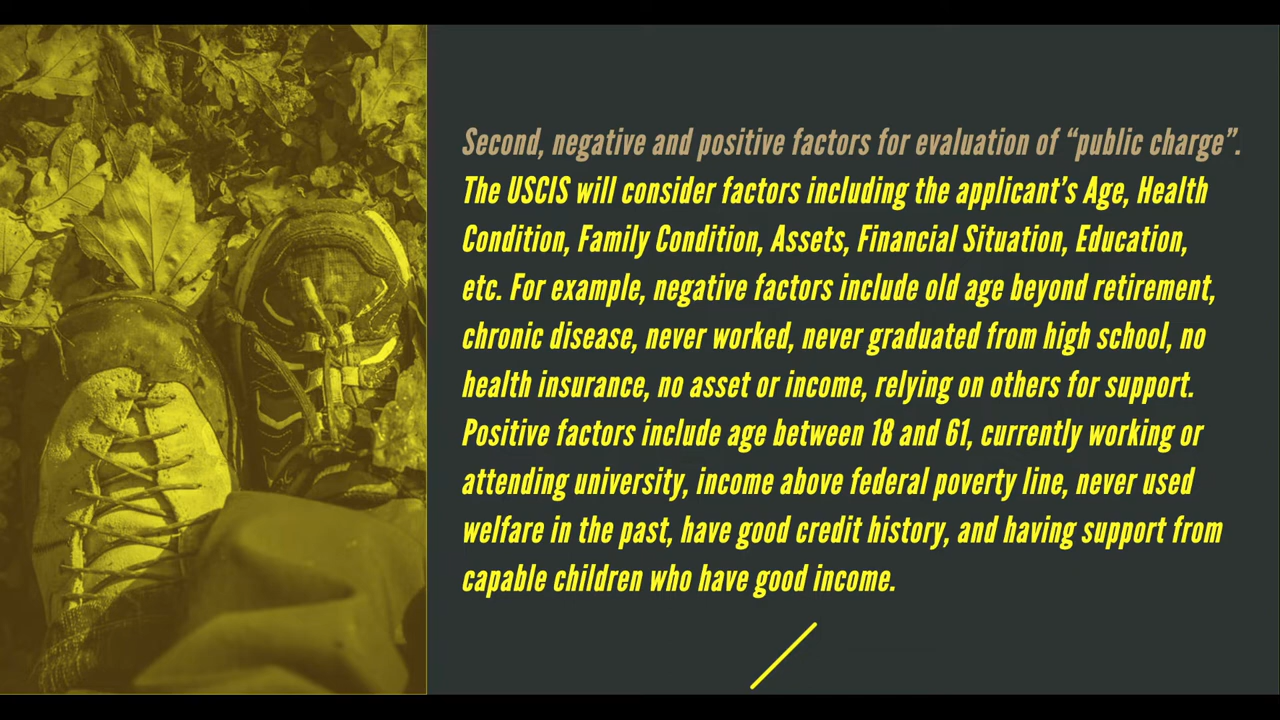 Second, negative and positive factors for evaluation of “public charge”.
The USCIS will consider factors including the applicant’s Age, Health
Condition, Family Condition, Assets, Financial Situation, Education,
etc. For example, negative factors include old age beyond retirement,
chronic disease, never worked, never graduated from high school, no
health insurance, no asset or income, relying on others for support.
Positive factors include age between 18 and 61, currently working or
attending university, income above federal poverty line, never used
welfare in the past, have good credit history, and having support from
capable children who have good income.